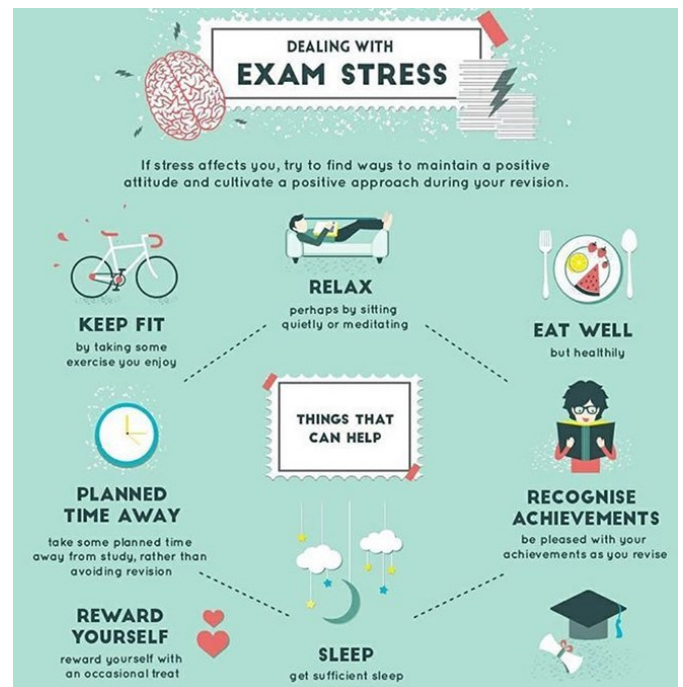 DEALING WITH
EXAM STRESS
If stress affects you, try to find ways to maintain a positive
attitude and cultivate a positive approach during your revision.
KEEP FIT
by taking some
exercise you enjoy
RELAX
perhaps by sitting
quietly or meditating
EAT WELL
but healthily
THINGS THAT
CAN HELP
PLANNED
TIME AWAY
take some planned time
away from study, rather than
avoiding revision
RECOGNISE
ACHIEVEMENTS
be pleased with your
achievements as you revise
REWARD
YOURSELF
reward yourself with
an occasional treat
SLEEP
get sufficient sleep